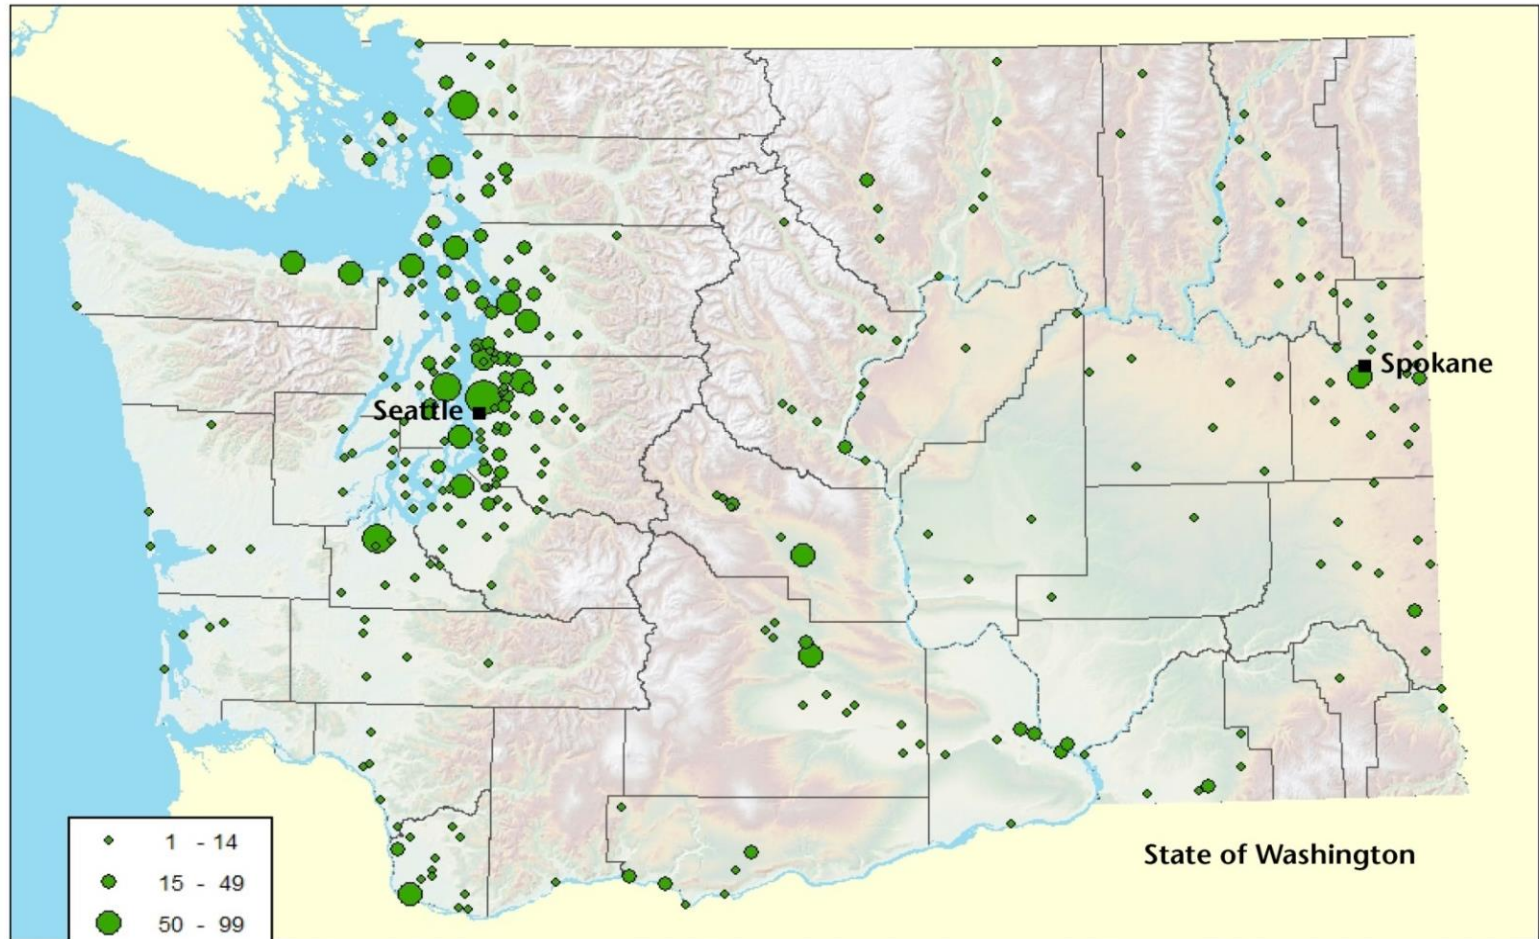 Spokane
Seattle
State of Washington
1 - 14
15 - 49
50 - 99